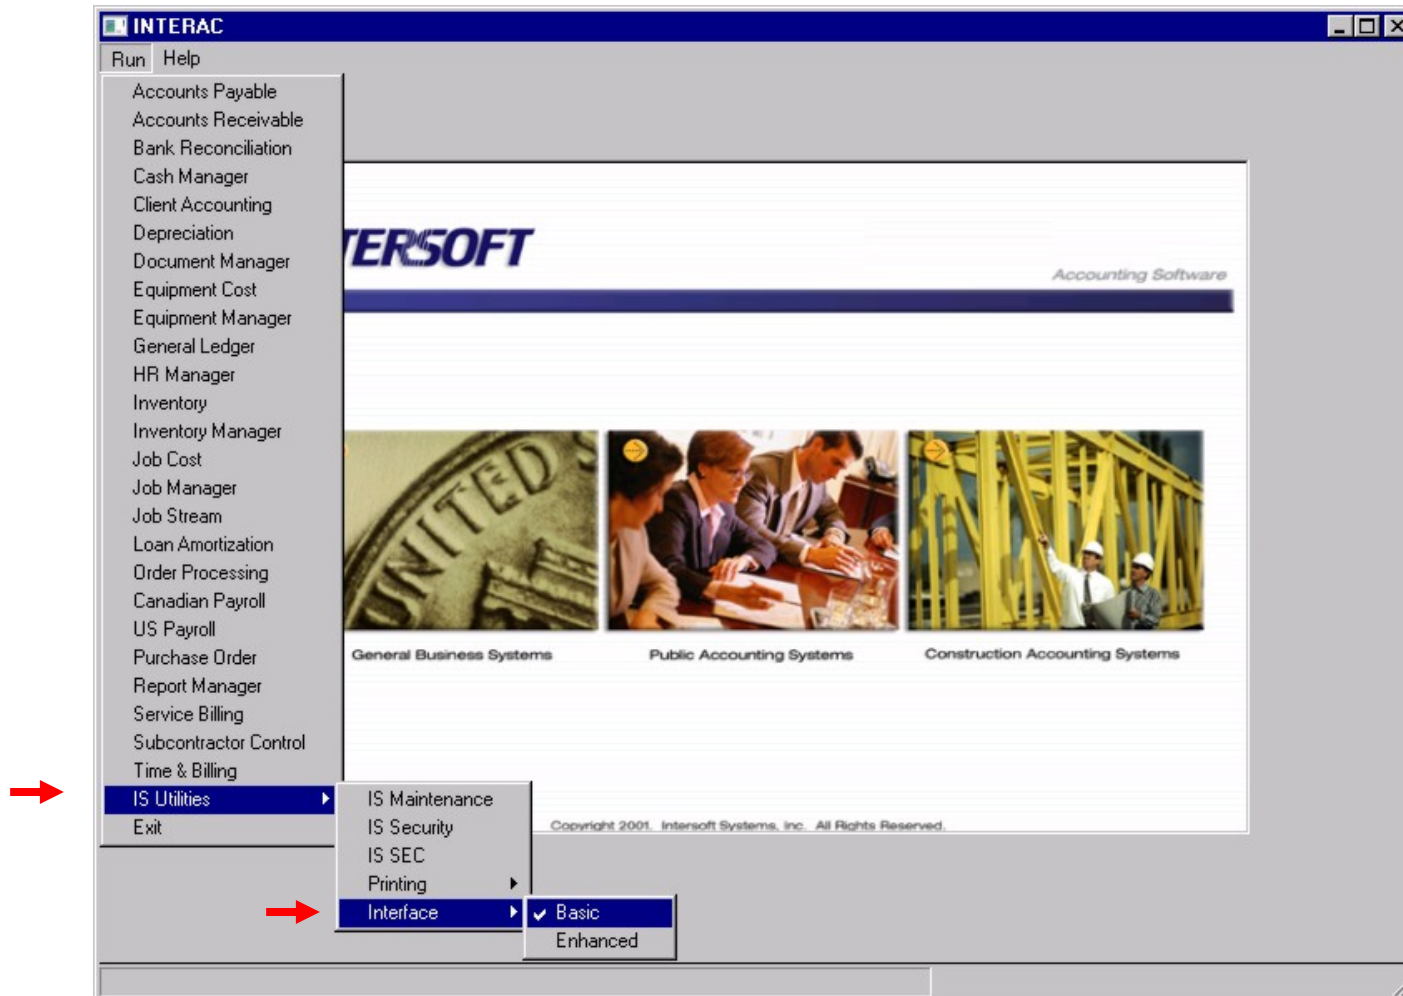 INTERAC
Run Help
Accounts Payable
Accounts Receivable
Bank Reconciliation
Cash Manager
Client Accounting
Depreciation
Document Manager
Equipment Cost
Equipment Manager
General Ledger
HR Manager
Inventory
Inventory Manager
Job Cost
Job Manager
Job Stream
Loan Amortization
Order Processing
Canadian Payroll
US Payroll
Purchase Order
Report Manager
Service Billing
Subcontractor Control
Time & Billing
IS Utilities
Exit
TERSOFT
Accounting Software
UNITED
General Business Systems
Public Accounting Systems
Construction Accounting Systems
IS Maintenance
IS Security
IS SEC
Printing
Interface
Copyright 2001. Intersoft Systems, Inc. All Rights Reserved.
Basic
Enhanced